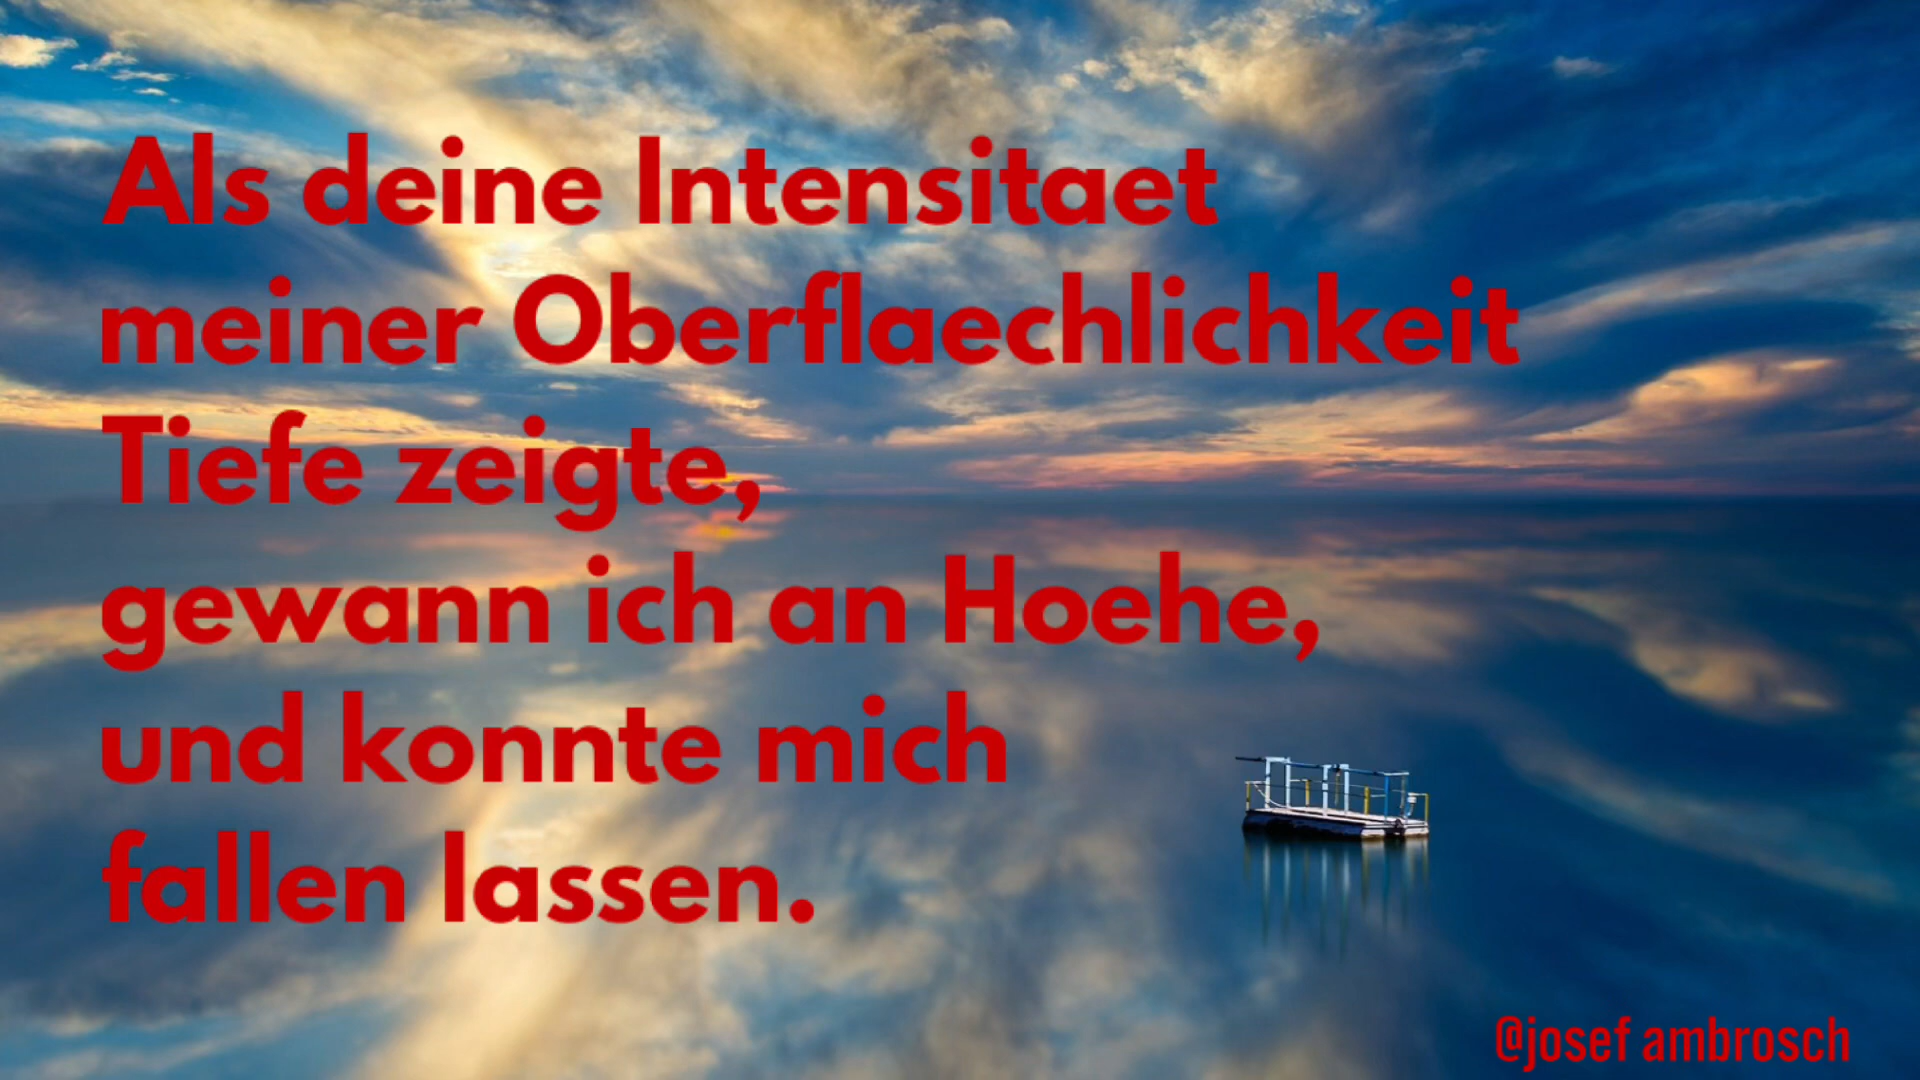 Als deine Intensitaet
meiner Oberflaechlichkeit
Tiefe zeigte,
gewann ich an Hoehe,
und konnte mich
fallen lassen.
@josef ambrosch